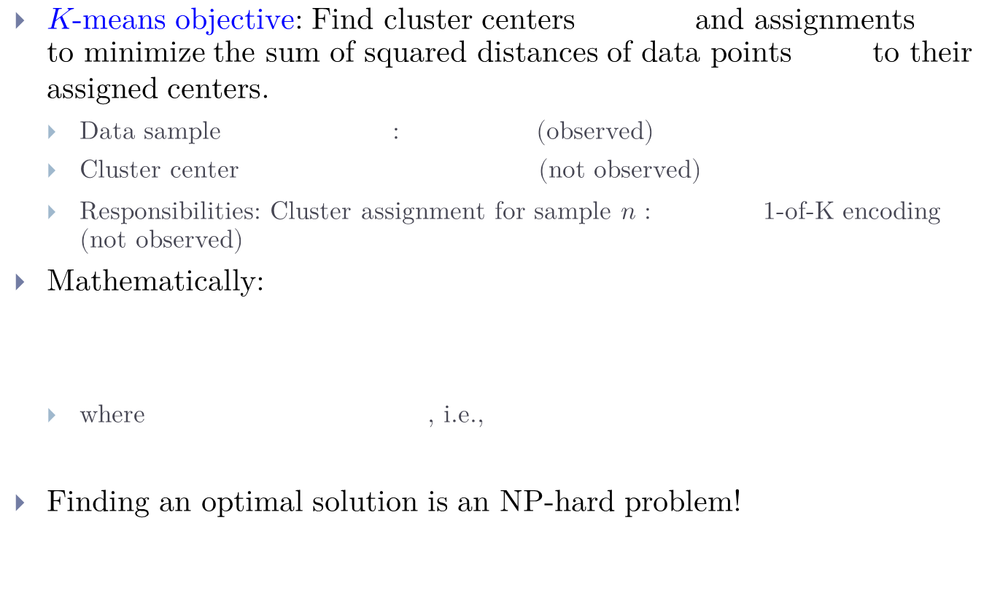 K-means objective: Find cluster centers and assignments
to minimize the sum of squared distances of data points to their
assigned centers.
Data sample :  (observed)
Cluster center (not observed)
Responsibilities: Cluster assignment for sample n : 1-of-K encoding
(not observed)
Mathematically:
where , i.e.,
Finding an optimal solution is an NP-hard problem!